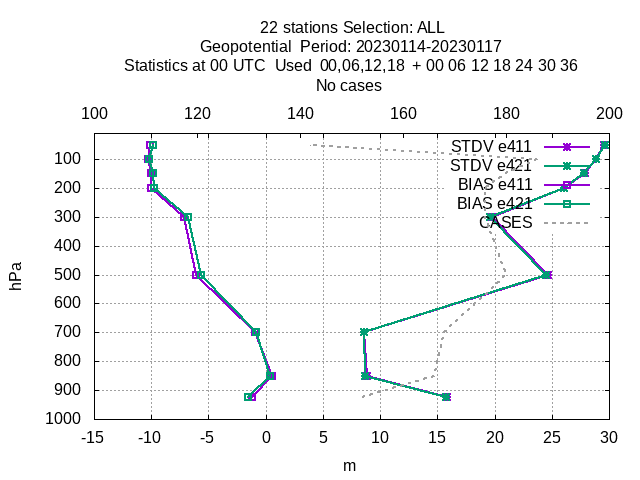 22 stations Selection: ALL
Geopotential  Period: 20230114-20230117
Statistics at 00 UTC  Used  00,06,12,18  + 00 06 12 18 24 30 36
No cases
100 120 140 160 180 200
STDV e411
100
STDV e421
200
BIAS e411
BIAS e421
300
CASES
400
hPa
500
600
700
800
900
1000
-15 -10 -5 0 5 10 15 20 25 30
m